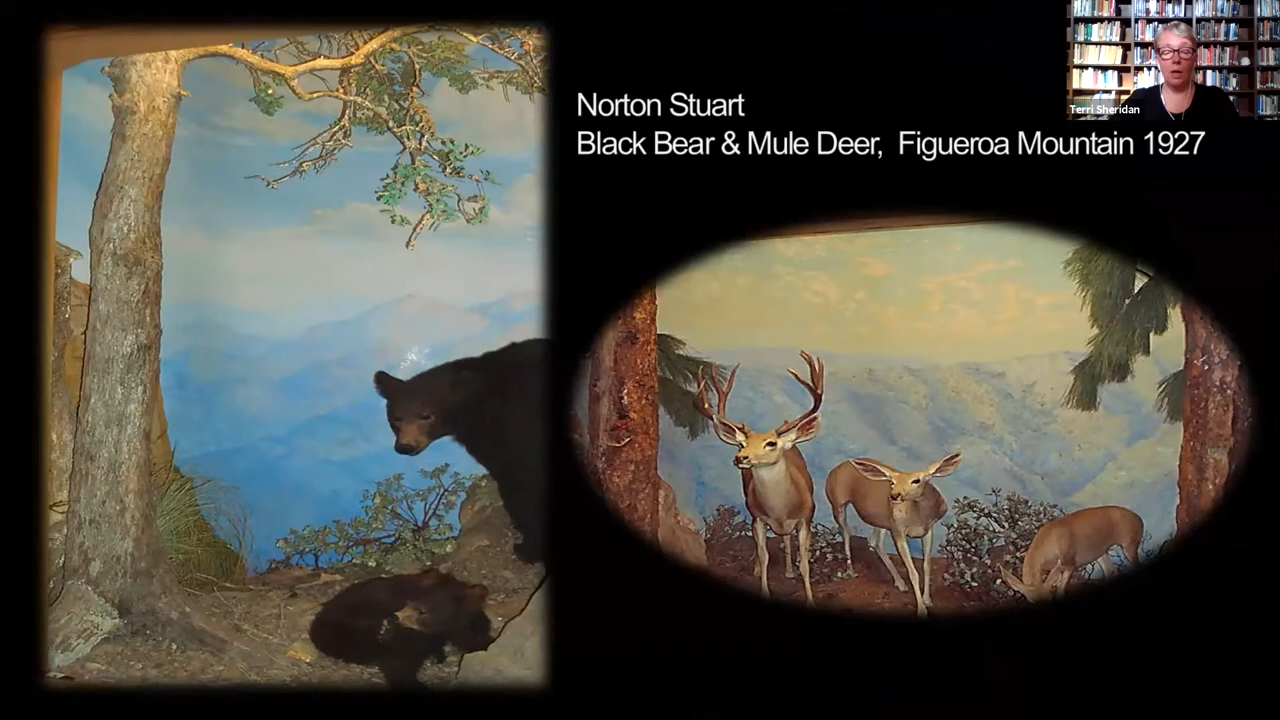 Norton Stuart
Black Bear & Mule Deer, Figueroa Mountain 1927
Terri Sheridan